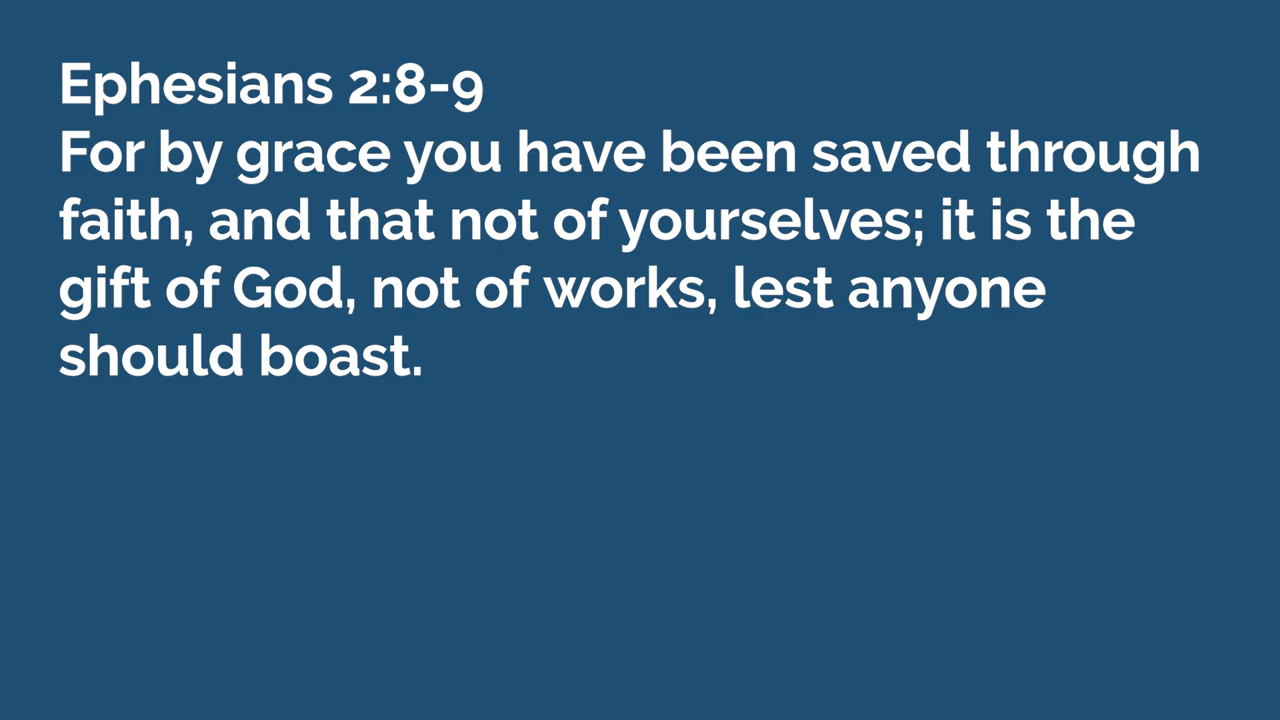 Ephesians 2:8-9
For by grace you have been saved through
faith, and that not of yourselves; it is the
gift of God, not of works, lest anyone
should boast.